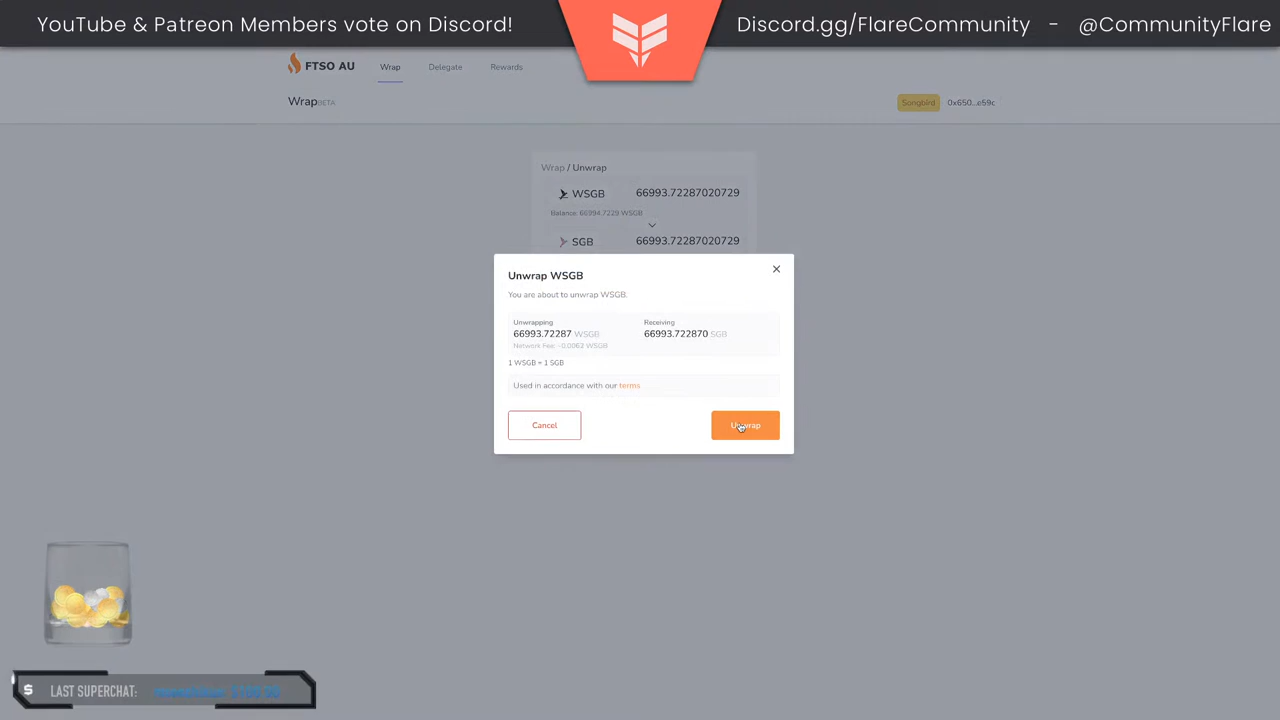 YouTube & Patreon Members vote on Discord!
Discord.gg/FlareCommunity - @CommunityFlare
FTSO AU
Wrap
Delegate
Rewards
WrapBETA
Songbird
0x650...e59c
Wrap / Unwrap
WSGB
66993.72287020729
Balance: 66994.7229 WSGB
SGB
66993.72287020729
Unwrap WSGB
You are about to unwrap WSGB.
Unwrapping
66993.72287 WSGB
Network Fee: ~0.0062 WSGB
Receiving
66993.722870 SGB
1 WSGB = 1 SGB
Used in accordance with our terms
Cancel
Unwrap
$ LAST SUPERCHAT: